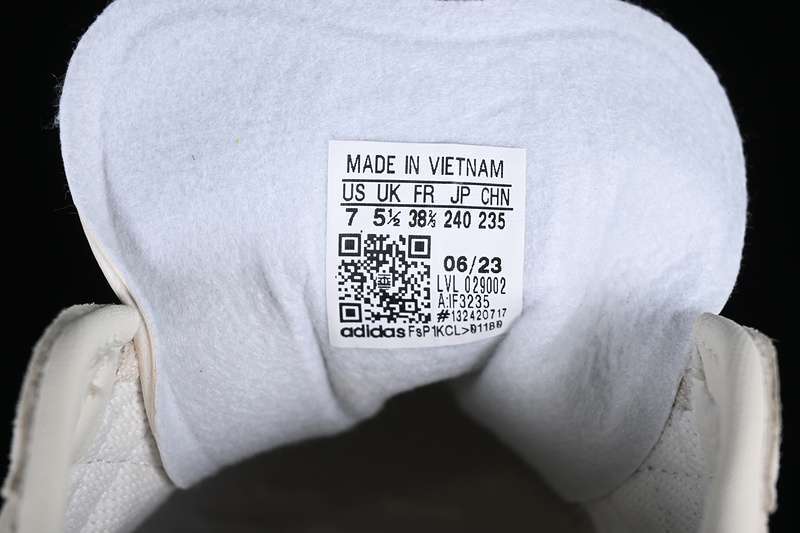 MADE IN VIETNAM
US UK FR JP CHN
7 5½ 38⅔ 240 235
06/23
LVL 029002
A:IF3235
#132420717
adidas FsP1KCL>011B0